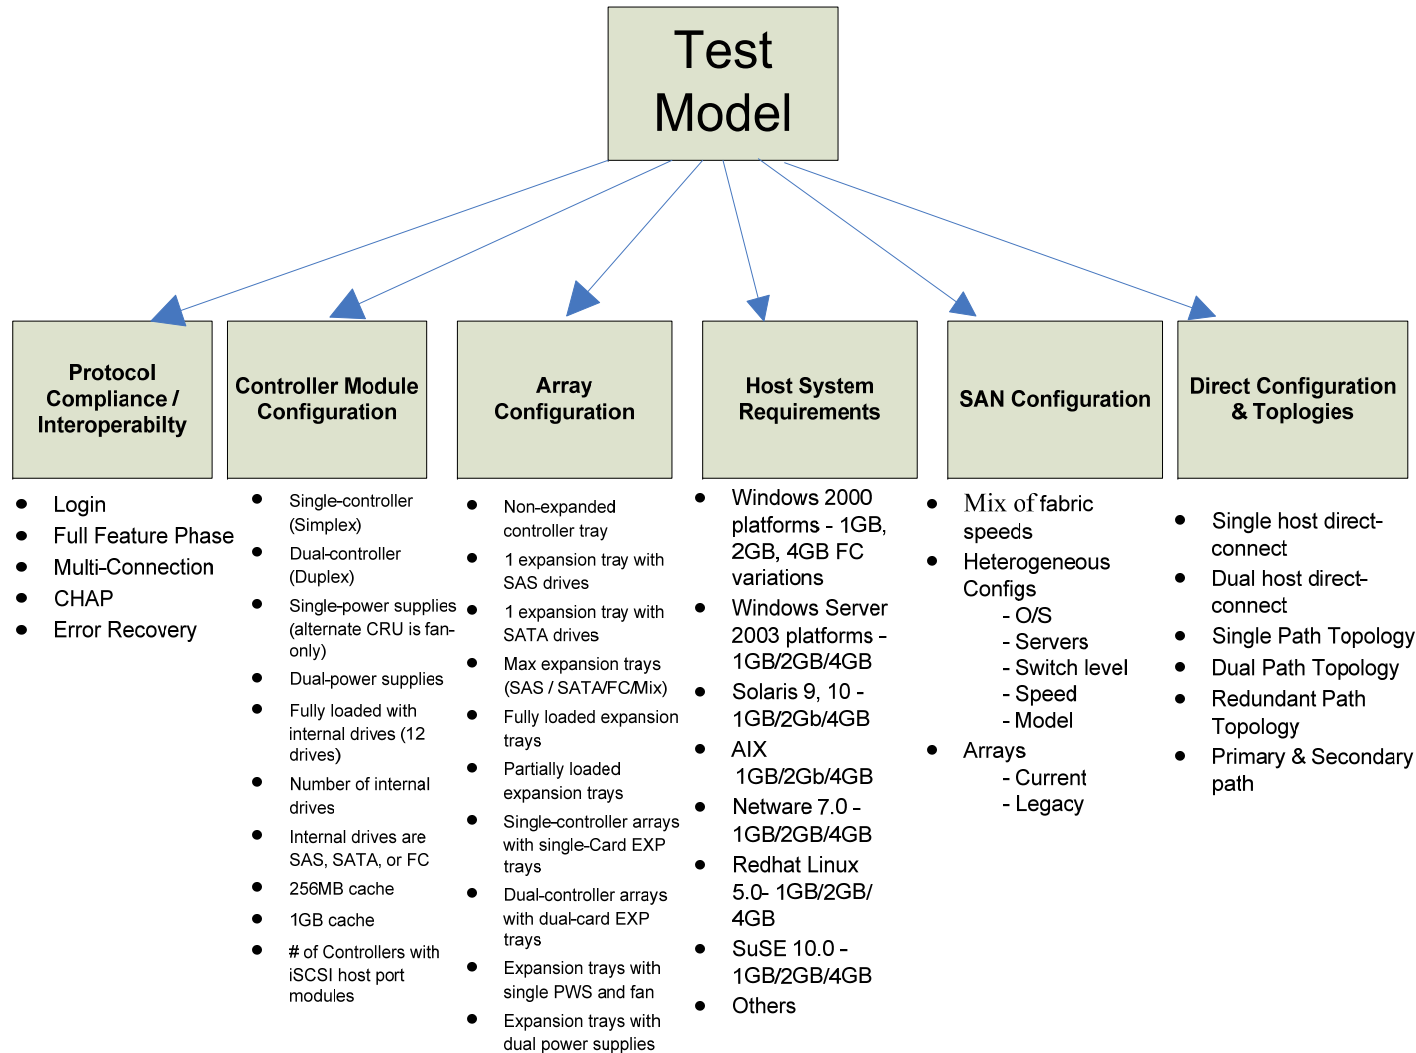 Test
Model
Protocol
Compliance /
Interoperabilty
Controller Module
Configuration
Array
Configuration
Host System
Requirements
SAN Configuration
Direct Configuration
& Toplogies
● Login
● Full Feature Phase
● Multi-Connection
● CHAP
● Error Recovery
● Single-controller
(Simplex)
● Dual-controller
(Duplex)
● Single-power supplies
(alternate CRU is fan-
only)
● Dual-power supplies
● Fully loaded with
internal drives (12
drives)
● Number of internal
drives
● Internal drives are
SAS, SATA, or FC
● 256MB cache
● 1GB cache
● # of Controllers with
iSCSI host port
modules
● Non-expanded
controller tray
● 1 expansion tray with
SAS drives
● 1 expansion tray with
SATA drives
● Max expansion trays
(SAS / SATA/FC/Mix)
● Fully loaded expansion
trays
● Partially loaded
expansion trays
● Single-controller arrays
with single-Card EXP
trays
● Dual-controller arrays
with dual-card EXP
trays
● Expansion trays with
single PWS and fan
● Expansion trays with
dual power supplies
● Windows 2000
platforms - 1GB,
2GB, 4GB FC
variations
● Windows Server
2003 platforms -
1GB/2GB/4GB
● Solaris 9, 10 -
1GB/2Gb/4GB
● AIX
1GB/2Gb/4GB
● Netware 7.0 -
1GB/2GB/4GB
● Redhat Linux
5.0- 1GB/2GB/
4GB
● SuSE 10.0 -
1GB/2GB/4GB
● Others
● Mix of fabric
speeds
● Heterogeneous
Configs
- O/S
- Servers
- Switch level
- Speed
- Model
● Arrays
- Current
- Legacy
● Single host direct-
connect
● Dual host direct-
connect
● Single Path Topology
● Dual Path Topology
● Redundant Path
Topology
● Primary & Secondary
path